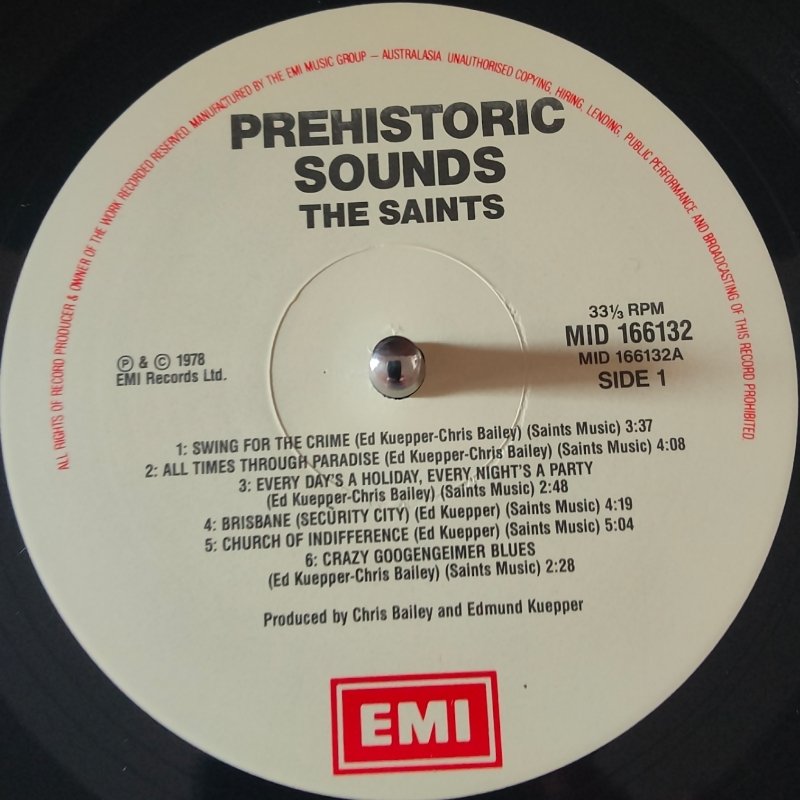 ALL RIGHTS OF RECORD PRODUCER & OWNER OF THE WORK RECORDED RESERVED. MANUFACTURED BY THE EMI MUSIC GROUP – AUSTRALASIA UNAUTHORISED COPYING, HIRING, LENDING, PUBLIC PERFORMANCE AND BROADCASTING OF THIS RECORD PROHIBITED
PREHISTORIC
SOUNDS
THE SAINTS
33⅓ RPM
MID 166132
MID 166132A
SIDE 1
Ⓟ & © 1978
EMI Records Ltd.
1: SWING FOR THE CRIME (Ed Kuepper-Chris Bailey) (Saints Music) 3:37
2: ALL TIMES THROUGH PARADISE (Ed Kuepper-Chris Bailey) (Saints Music) 4:08
3: EVERY DAY'S A HOLIDAY, EVERY NIGHT'S A PARTY
(Ed Kuepper-Chris Bailey) (Saints Music) 2:48
4: BRISBANE (SECURITY CITY) (Ed Kuepper) (Saints Music) 4:19
5: CHURCH OF INDIFFERENCE (Ed Kuepper) (Saints Music) 5:04
6: CRAZY GOOGENGEIMER BLUES
(Ed Kuepper-Chris Bailey) (Saints Music) 2:28
Produced by Chris Bailey and Edmund Kuepper
EMI